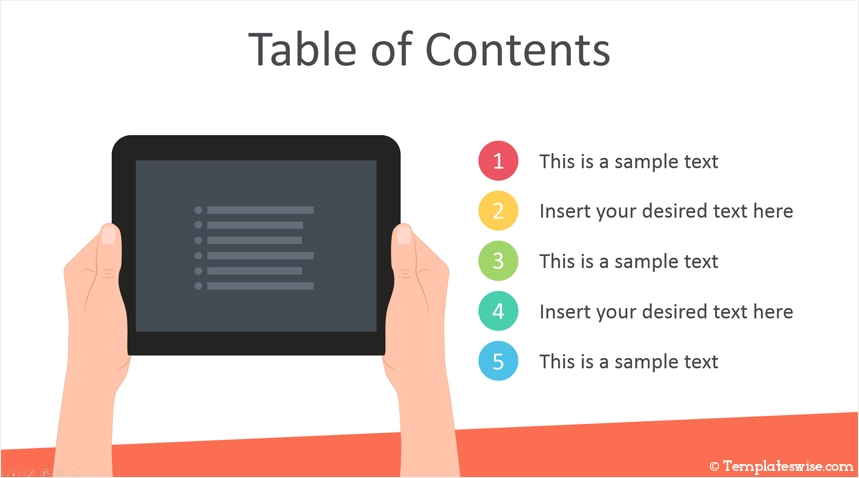 Table of Contents
1 This is a sample text
2 Insert your desired text here
3 This is a sample text
4 Insert your desired text here
5 This is a sample text
© Templateswise.com